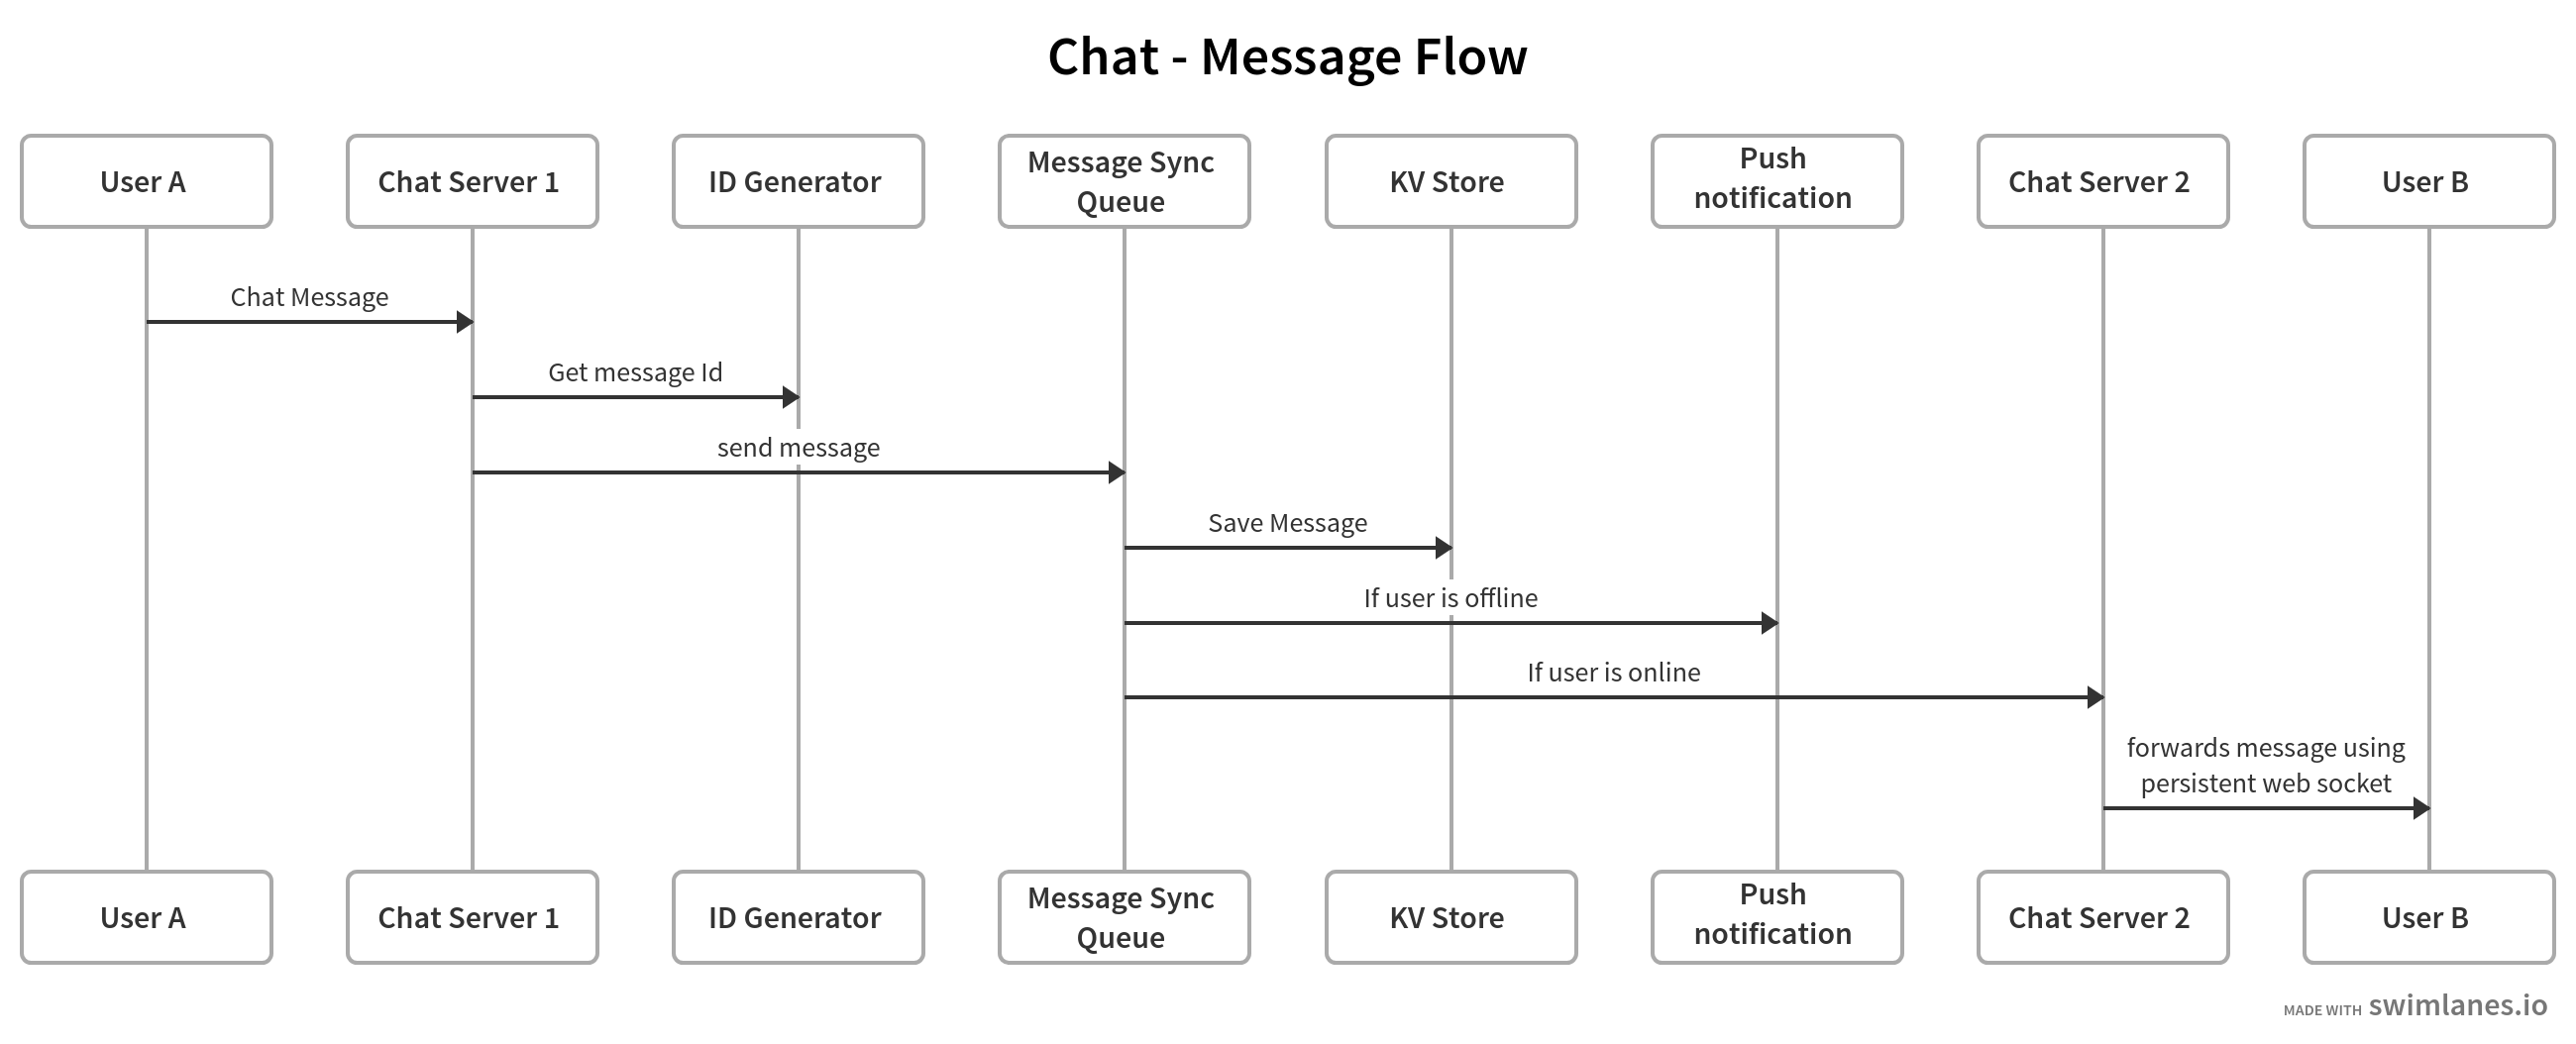 Chat - Message Flow
User A
Chat Server 1
ID Generator
Message Sync
Queue
KV Store
Push
notification
Chat Server 2
User B
Chat Message
Get message Id
send message
Save Message
If user is offline
If user is online
forwards message using
persistent web socket
User A
Chat Server 1
ID Generator
Message Sync
Queue
KV Store
Push
notification
Chat Server 2
User B
MADE WITH swimlanes.io